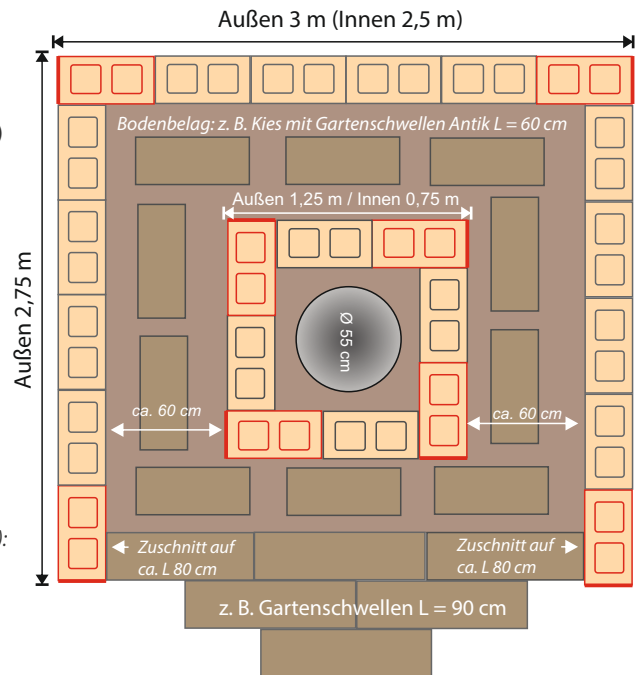 Außen 3 m (Innen 2,5 m)
)
Bodenbelag: z. B. Kies mit Gartenschwellen Antik L = 60 cm
Außen 1,25 m / Innen 0,75 m
Außen 2,75 m
Ø 55 cm
ca. 60 cm
ca. 60 cm
):
Zuschnitt auf
ca. L 80 cm
Zuschnitt auf
ca. L 80 cm
z. B. Gartenschwellen L = 90 cm